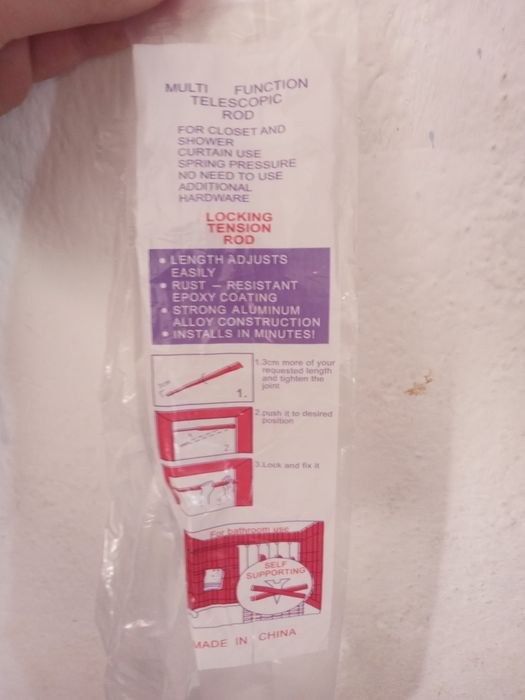 MULTI FUNCTION
TELESCOPIC
ROD
FOR CLOSET AND
SHOWER
CURTAIN USE
SPRING PRESSURE
NO NEED TO USE
ADDITIONAL
HARDWARE
LOCKING
TENSION
ROD
• LENGTH ADJUSTS
EASILY
• RUST – RESISTANT
EPOXY COATING
• STRONG ALUMINUM
ALLOY CONSTRUCTION
• INSTALLS IN MINUTES!
1.3cm more of your
requested length
and tighten the
joint
3cm
1.
2.push it to desired
position
2
3.Lock and fix it
For bathroom use
SELF
SUPPORTING
MADE IN CHINA